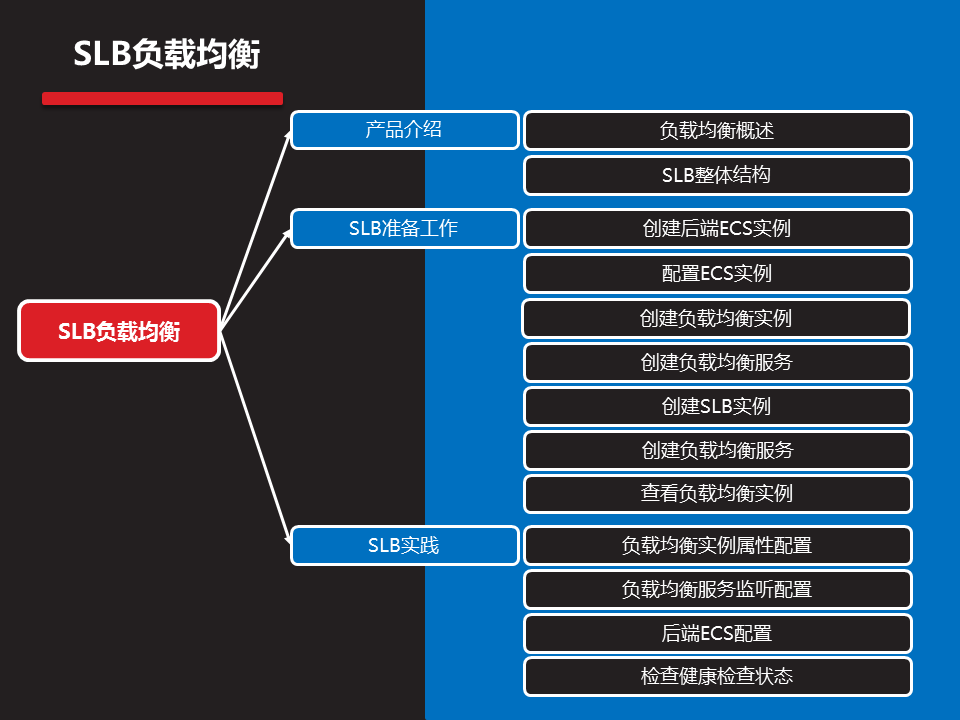 SLB负载均衡
产品介绍
负载均衡概述
SLB整体结构
SLB准备工作
创建后端ECS实例
配置ECS实例
创建负载均衡实例
SLB负载均衡
创建负载均衡服务
创建SLB实例
创建负载均衡服务
查看负载均衡实例
SLB实践
负载均衡实例属性配置
负载均衡服务监听配置
后端ECS配置
检查健康检查状态